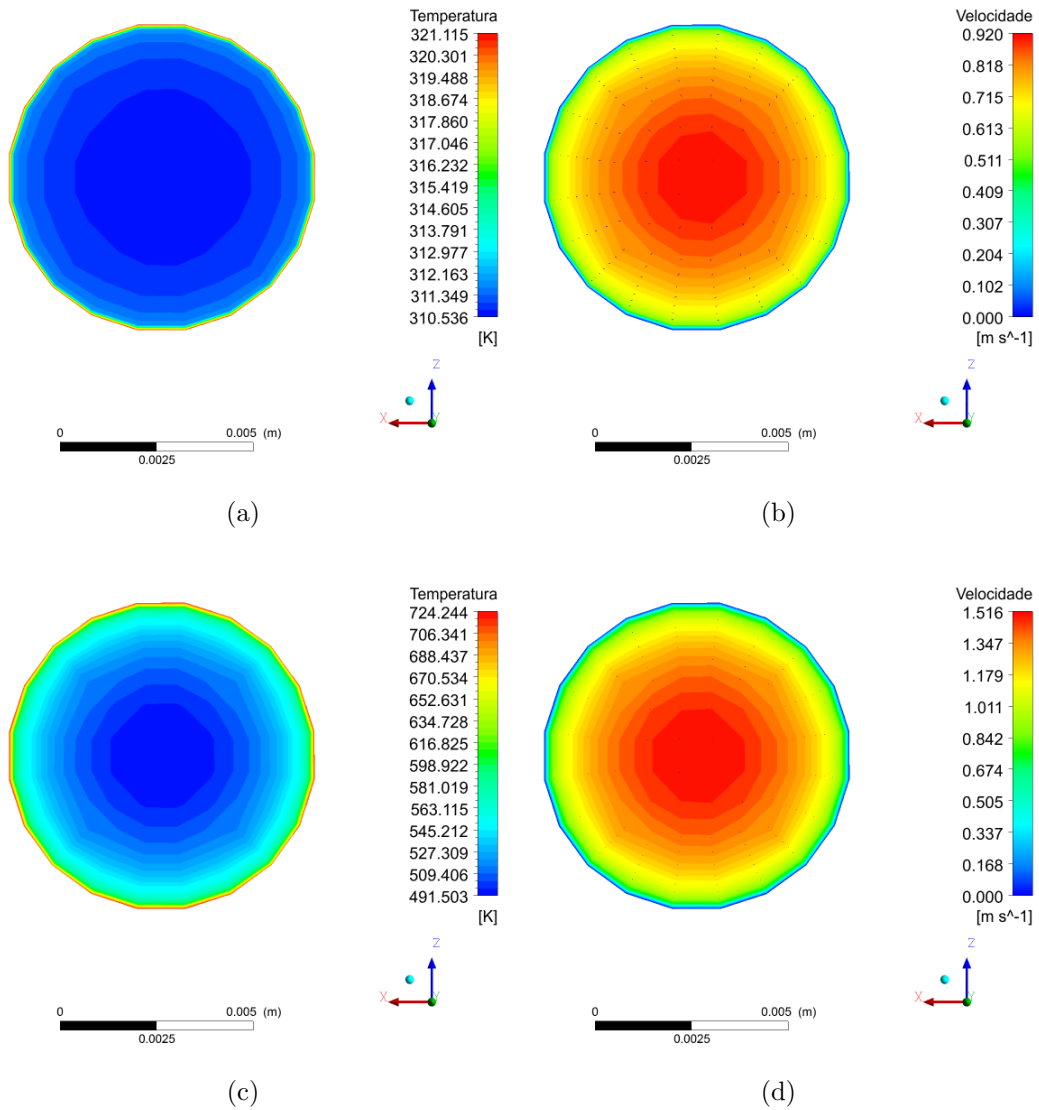 Temperatura
321.115
320.301
319.488
318.674
317.860
317.046
316.232
315.419
314.605
313.791
312.977
312.163
311.349
310.536
[K]
Z
X
Y
0
0.005 (m)
0.0025
(a)
Velocidade
0.920
0.818
0.715
0.613
0.511
0.409
0.307
0.204
0.102
0.000
[m s^-1]
Z
X
Y
0
0.005 (m)
0.0025
(b)
Temperatura
724.244
706.341
688.437
670.534
652.631
634.728
616.825
598.922
581.019
563.115
545.212
527.309
509.406
491.503
[K]
Z
X
Y
0
0.005 (m)
0.0025
(c)
Velocidade
1.516
1.347
1.179
1.011
0.842
0.674
0.505
0.337
0.168
0.000
[m s^-1]
Z
X
Y
0
0.005 (m)
0.0025
(d)